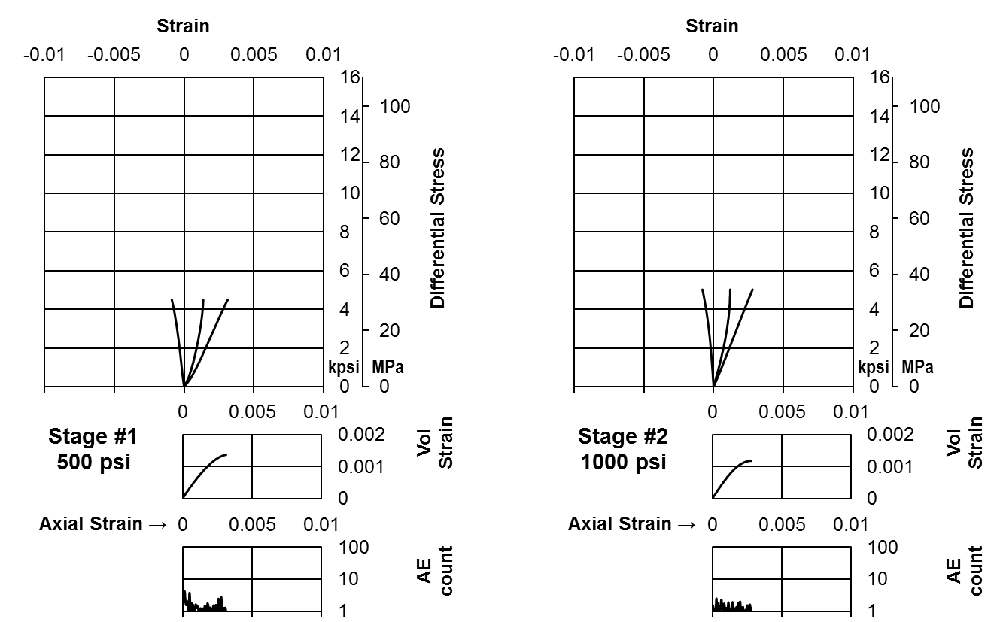 Strain
-0.01 -0.005 0 0.005 0.01
16
14
12
10
8
6
4
2
kpsi
0
100
80
60
40
20
MPa
0
Differential Stress
0 0.005 0.01
Stage #1
500 psi
0.002
0.001
0
Vol
Strain
Axial Strain → 0 0.005 0.01
100
10
1
AE
count
Strain
-0.01 -0.005 0 0.005 0.01
16
14
12
10
8
6
4
2
kpsi
0
100
80
60
40
20
MPa
0
Differential Stress
0 0.005 0.01
Stage #2
1000 psi
0.002
0.001
0
Vol
Strain
Axial Strain → 0 0.005 0.01
100
10
1
AE
count